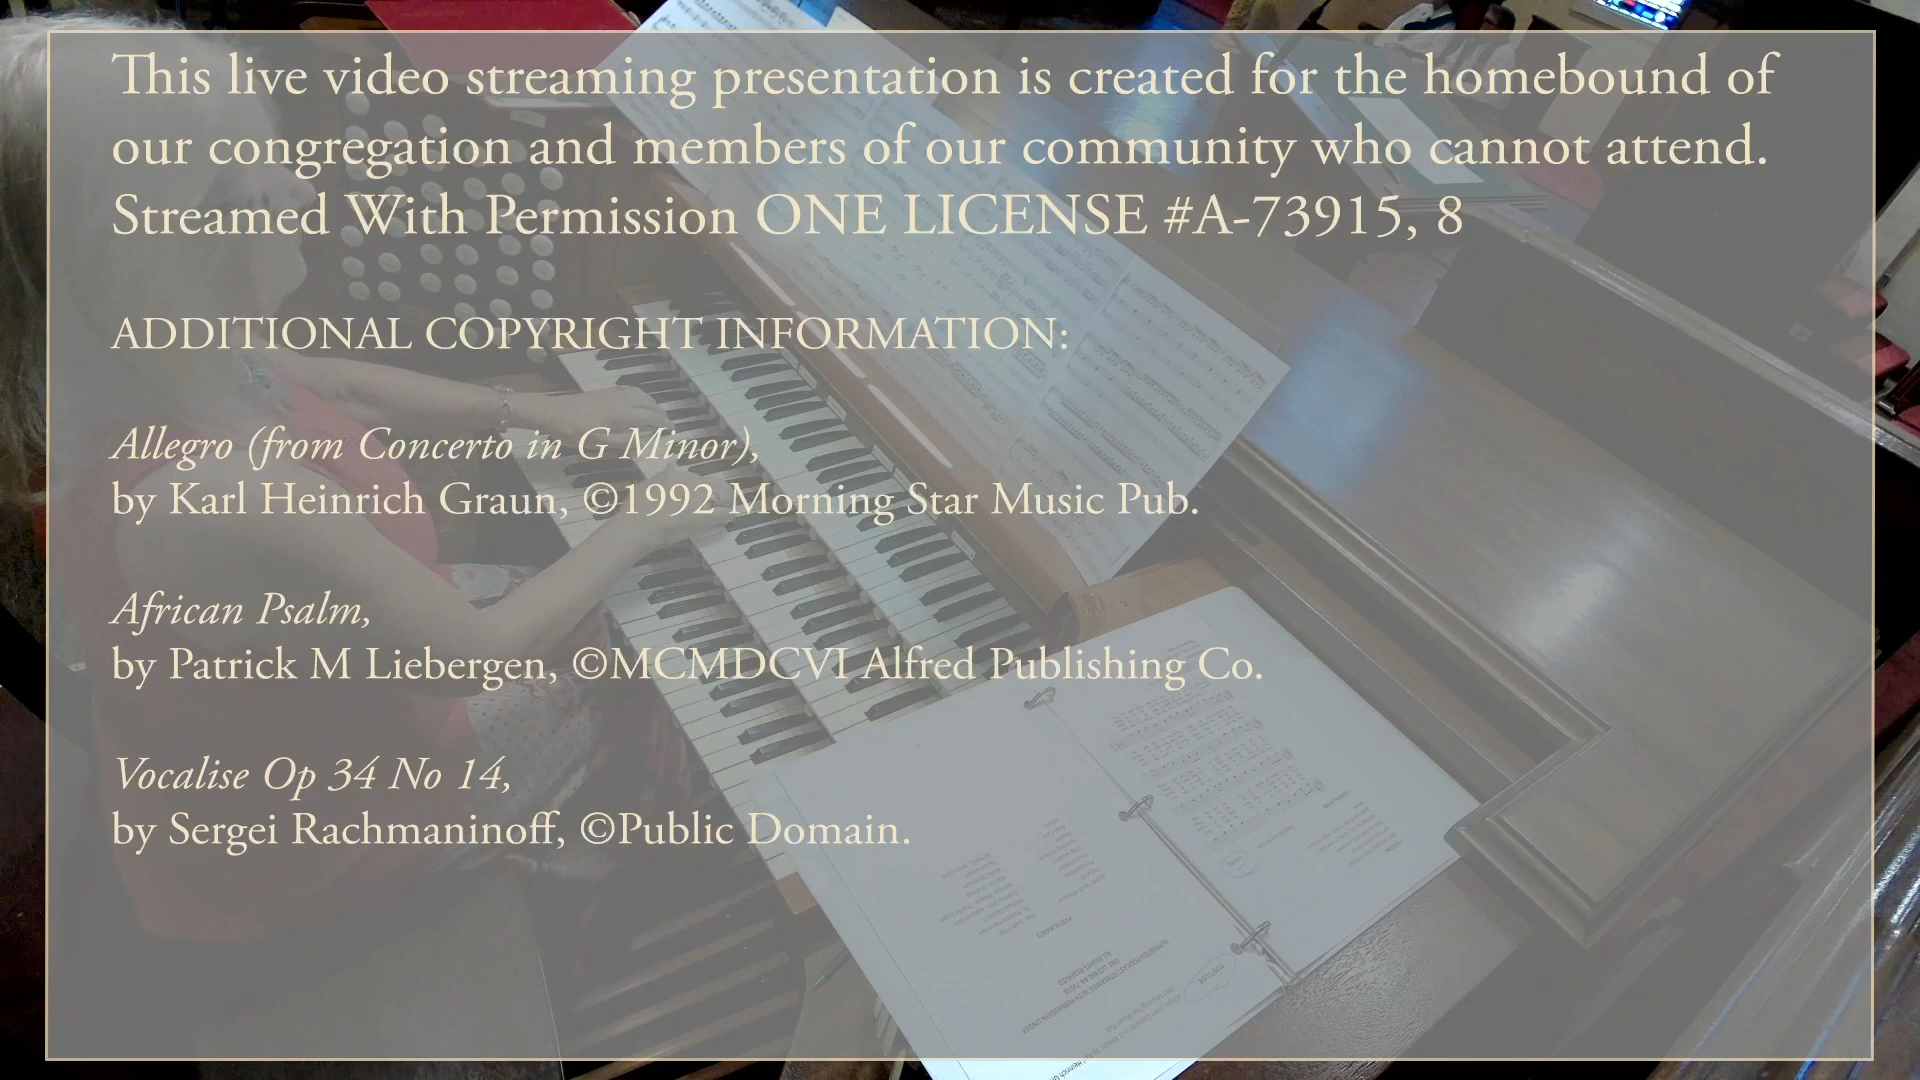 This live video streaming presentation is created for the homebound of
our congregation and members of our community who cannot attend.
Streamed With Permission ONE LICENSE #A-73915, 8
ADDITIONAL COPYRIGHT INFORMATION:
Allegro (from Concerto in G Minor),
by Karl Heinrich Graun, ©1992 Morning Star Music Pub.
African Psalm,
by Patrick M Liebergen, ©MCMDCVI Alfred Publishing Co.
Vocalise Op 34 No 14,
by Sergei Rachmaninoff, ©Public Domain.